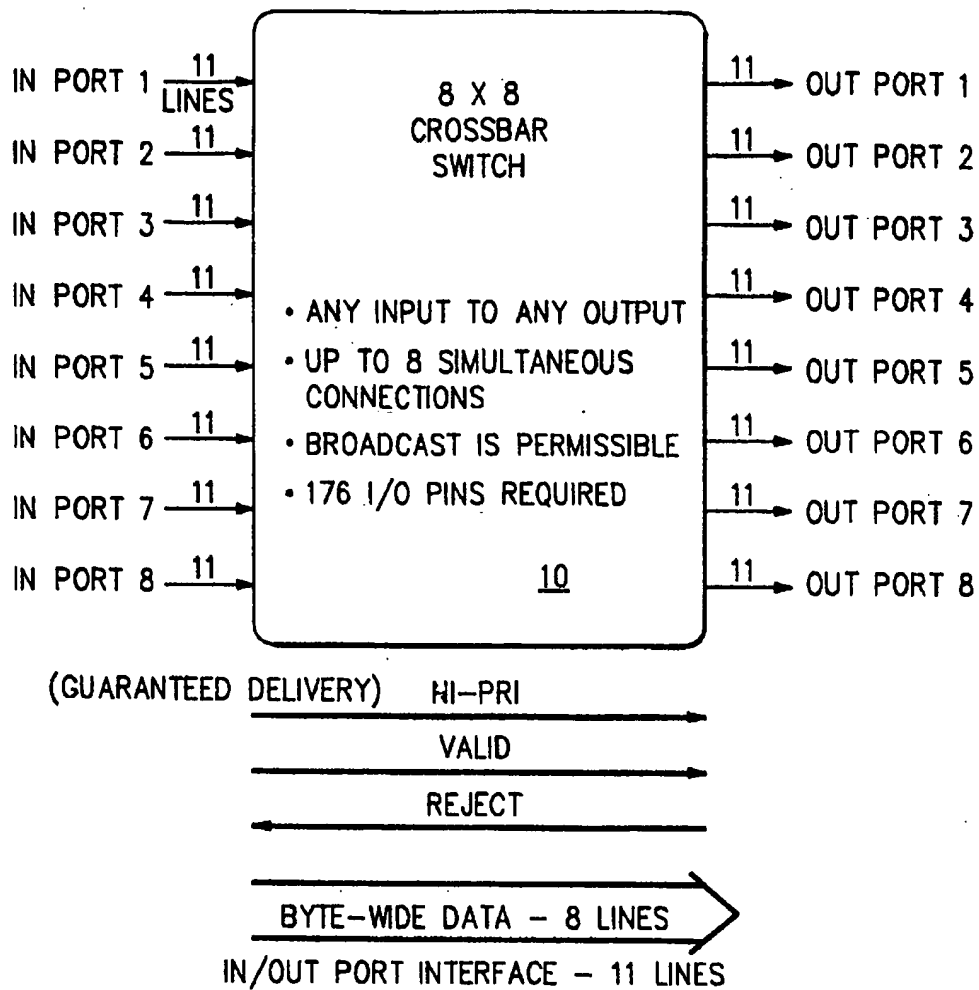 IN PORT 1 11 LINES
IN PORT 2 11
IN PORT 3 11
IN PORT 4 11
IN PORT 5 11
IN PORT 6 11
IN PORT 7 11
IN PORT 8 11
8 X 8
CROSSBAR
SWITCH
• ANY INPUT TO ANY OUTPUT
• UP TO 8 SIMULTANEOUS
CONNECTIONS
• BROADCAST IS PERMISSIBLE
• 176 I/O PINS REQUIRED
10
11 OUT PORT 1
11 OUT PORT 2
11 OUT PORT 3
11 OUT PORT 4
11 OUT PORT 5
11 OUT PORT 6
11 OUT PORT 7
11 OUT PORT 8
(GUARANTEED DELIVERY) HI-PRI
VALID
REJECT
BYTE-WIDE DATA - 8 LINES
IN/OUT PORT INTERFACE - 11 LINES